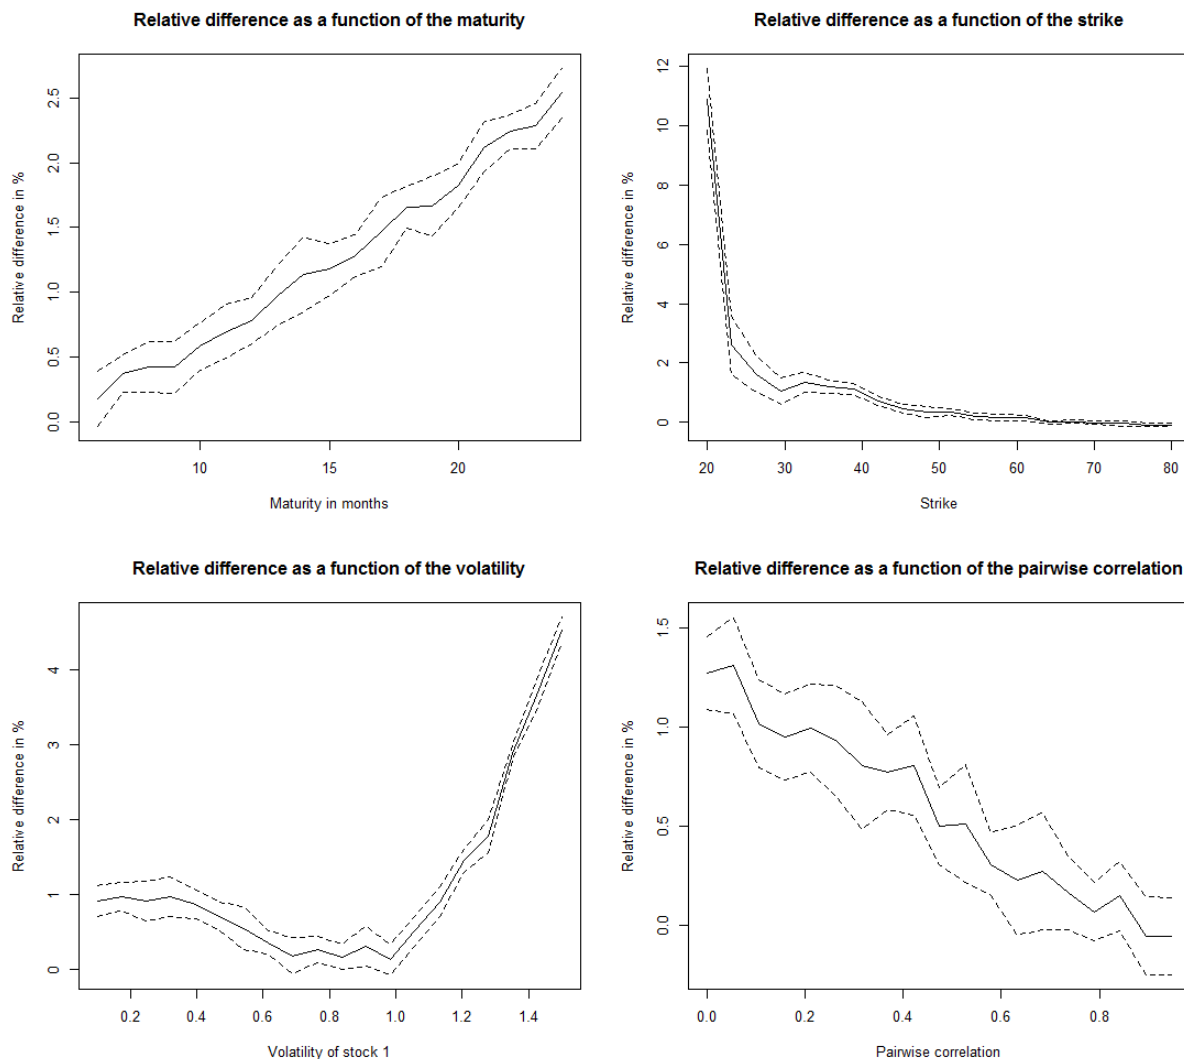 Relative difference as a function of the maturity
Relative difference in %
0.0 0.5 1.0 1.5 2.0 2.5
10 15 20
Maturity in months
Relative difference as a function of the strike
Relative difference in %
0 2 4 6 8 10 12
20 30 40 50 60 70 80
Strike
Relative difference as a function of the volatility
Relative difference in %
0 1 2 3 4
0.2 0.4 0.6 0.8 1.0 1.2 1.4
Volatility of stock 1
Relative difference as a function of the pairwise correlation
Relative difference in %
0.0 0.5 1.0 1.5
0.0 0.2 0.4 0.6 0.8
Pairwise correlation